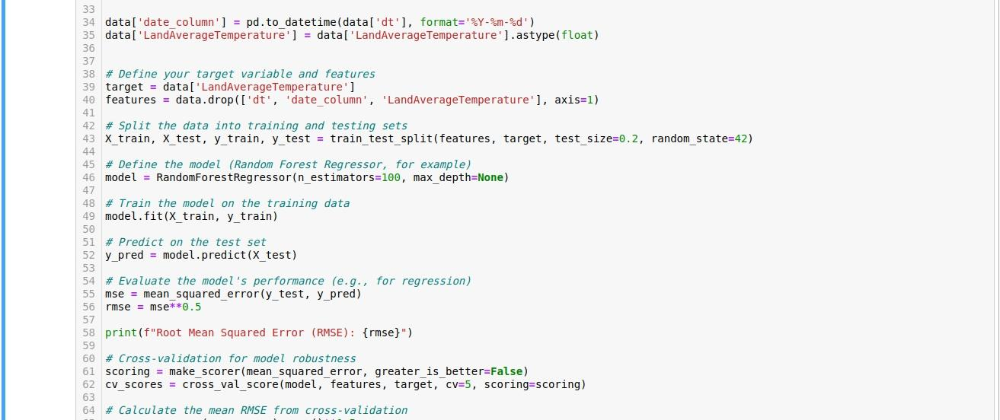 33
34 data['date_column'] = pd.to_datetime(data['dt'], format='%Y-%m-%d')
35 data['LandAverageTemperature'] = data['LandAverageTemperature'].astype(float)
36
37
38 # Define your target variable and features
39 target = data['LandAverageTemperature']
40 features = data.drop(['dt', 'date_column', 'LandAverageTemperature'], axis=1)
41
42 # Split the data into training and testing sets
43 X_train, X_test, y_train, y_test = train_test_split(features, target, test_size=0.2, random_state=42)
44
45 # Define the model (Random Forest Regressor, for example)
46 model = RandomForestRegressor(n_estimators=100, max_depth=None)
47
48 # Train the model on the training data
49 model.fit(X_train, y_train)
50
51 # Predict on the test set
52 y_pred = model.predict(X_test)
53
54 # Evaluate the model's performance (e.g., for regression)
55 mse = mean_squared_error(y_test, y_pred)
56 rmse = mse**0.5
57
58 print(f"Root Mean Squared Error (RMSE): {rmse}")
59
60 # Cross-validation for model robustness
61 scoring = make_scorer(mean_squared_error, greater_is_better=False)
62 cv_scores = cross_val_score(model, features, target, cv=5, scoring=scoring)
63
64 # Calculate the mean RMSE from cross-validation